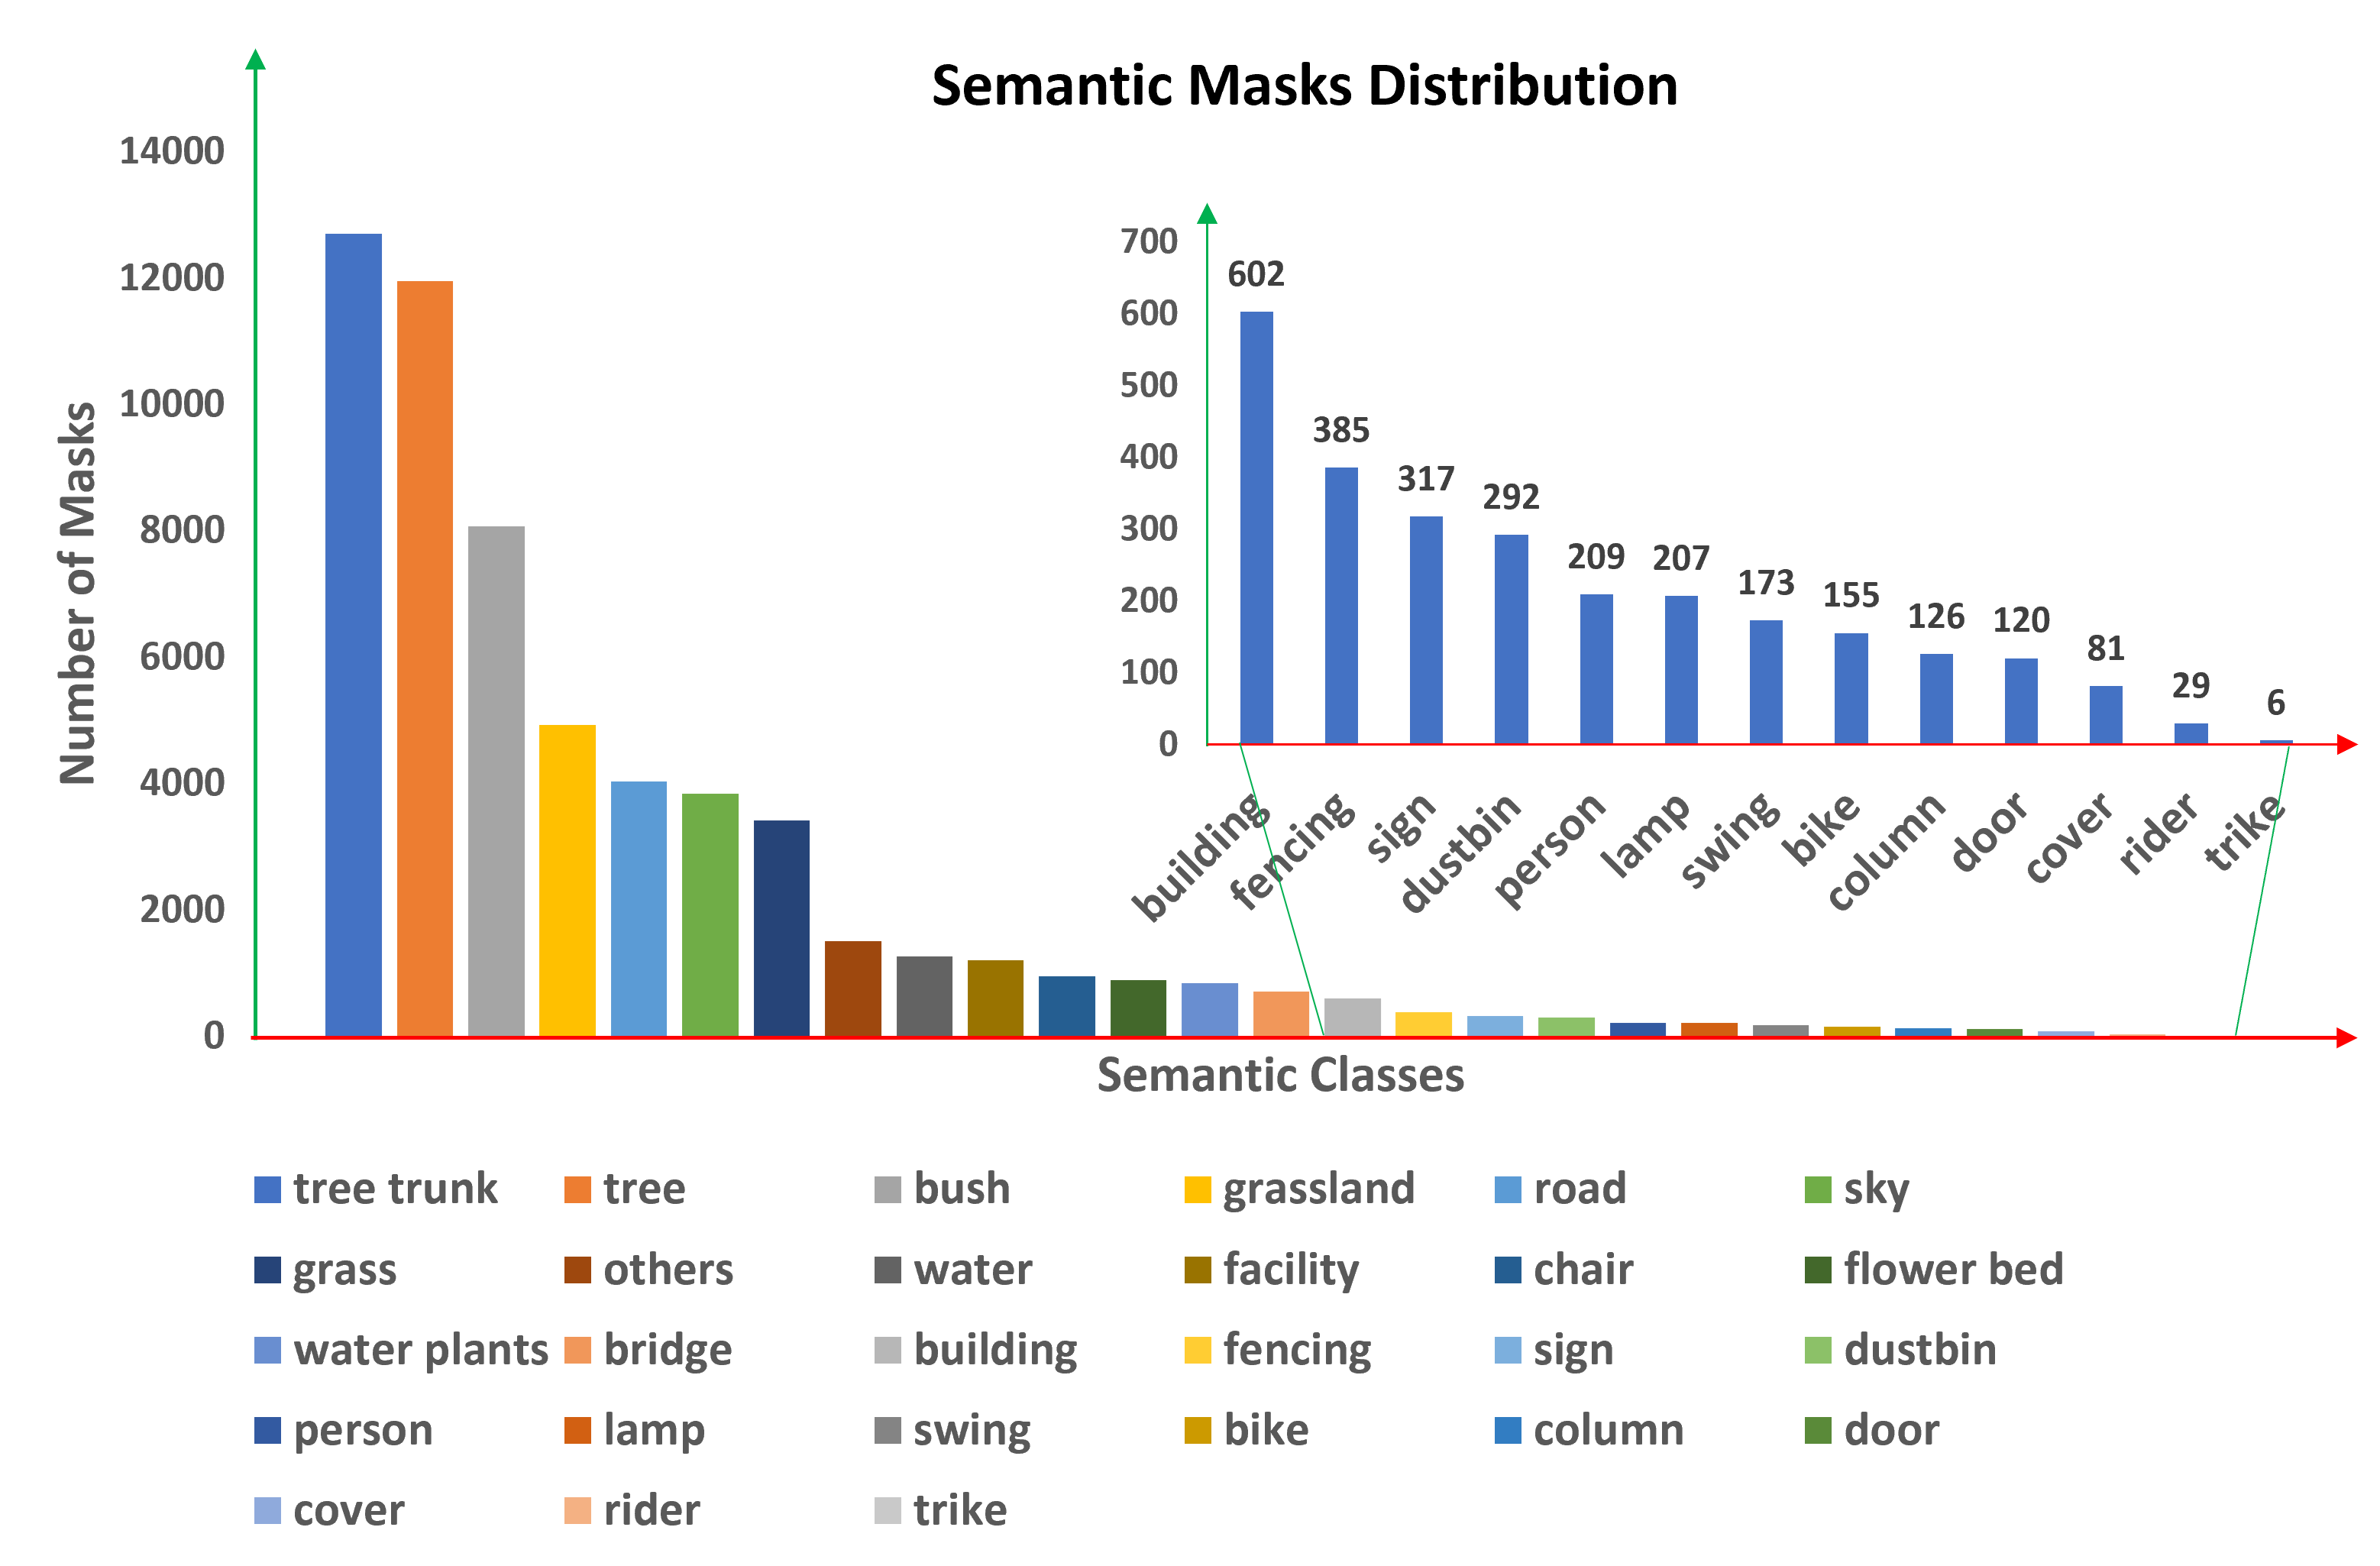 Semantic Masks Distribution
Number of Masks
14000
12000
10000
8000
6000
4000
2000
0
700
600
500
400
300
200
100
0
602
385
317
292
209
207
173
155
126
120
81
29
6
building
fencing
sign
dustbin
person
lamp
swing
bike
column
door
cover
rider
trike
Semantic Classes
tree trunk tree bush grassland road sky
grass others water facility chair flower bed
water plants bridge building fencing sign dustbin
person lamp swing bike column door
cover rider trike